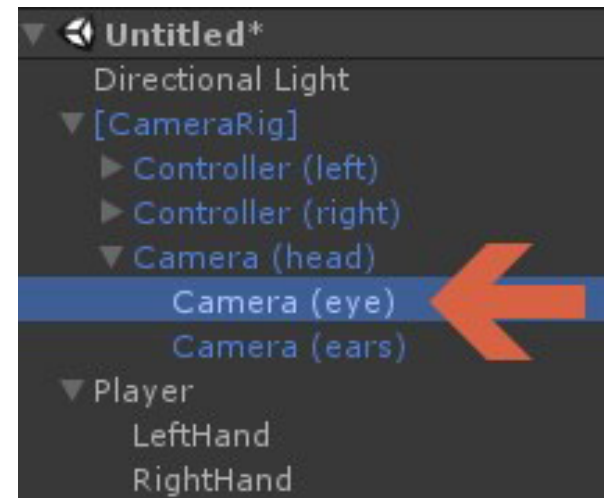 Untitled*
Directional Light
[CameraRig]
Controller (left)
Controller (right)
Camera (head)
Camera (eye)
Camera (ears)
Player
LeftHand
RightHand